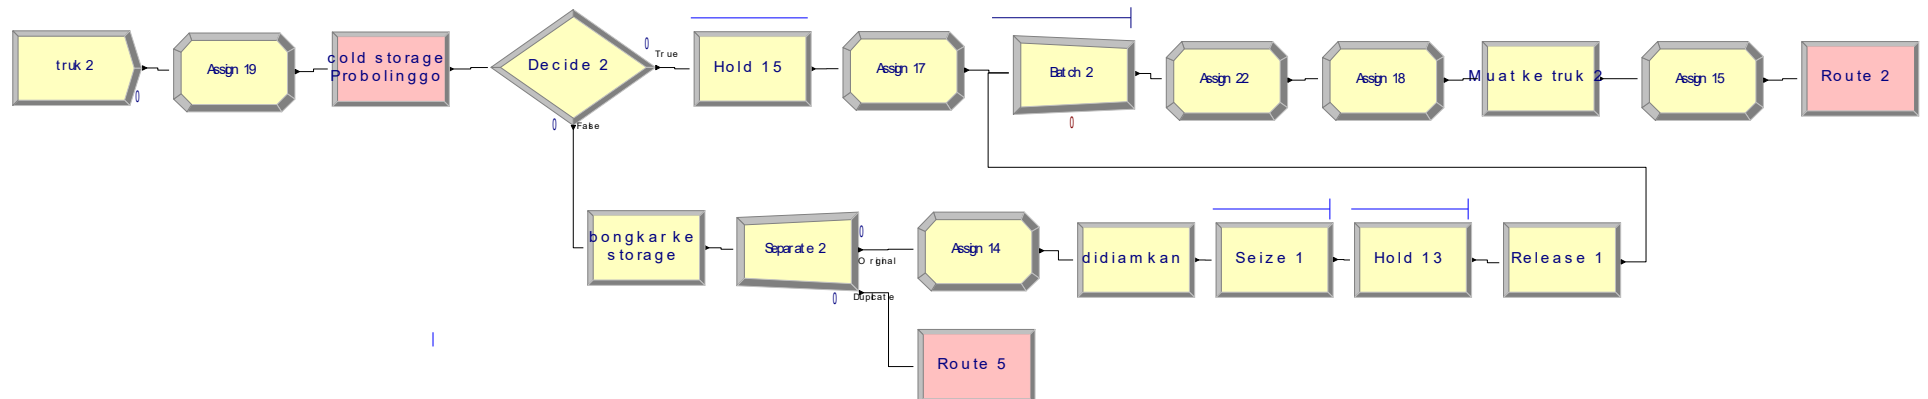 truk 2
Assign 19
cold storage
Probolinggo
Decide 2
0
True
0
False
0
Hold 15
Assign 17
Batch 2
0
Assign 22
Assign 18
Muat ke truk 2
Assign 15
Route 2
bongkar ke
storage
Separate 2
0
Original
0
Duplicate
Assign 14
didiamkan
Seize 1
Hold 13
Release 1
Route 5